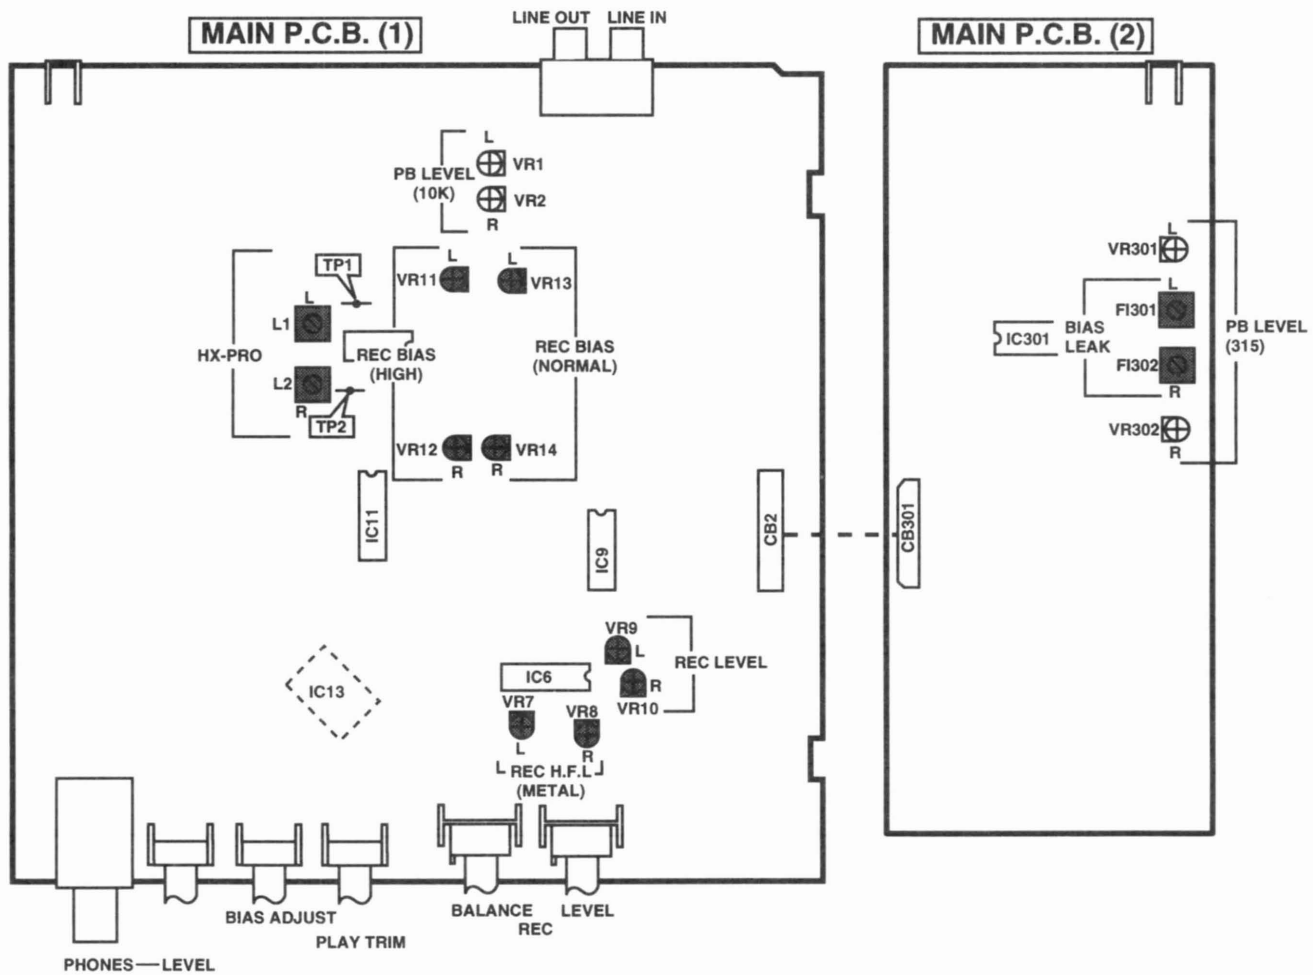 LINE OUT LINE IN
MAIN P.C.B. (1)
MAIN P.C.B. (2)
L
VR1
PB LEVEL
(10K)
VR2
R
TP1
L
L1
HX-PRO
L2
R
TP2
L
VR11
L
VR13
REC BIAS
(HIGH)
REC BIAS
(NORMAL)
VR12
R
VR14
R
IC11
IC9
CB2
VR9
L
REC LEVEL
R
VR10
IC6
VR7
L
VR8
R
REC H.F.L
(METAL)
IC13
BIAS ADJUST
PLAY TRIM
BALANCE
REC
LEVEL
PHONES—LEVEL
L
VR301
L
FI301
IC301
BIAS
LEAK
PB LEVEL
(315)
FI302
R
VR302
R
CB301